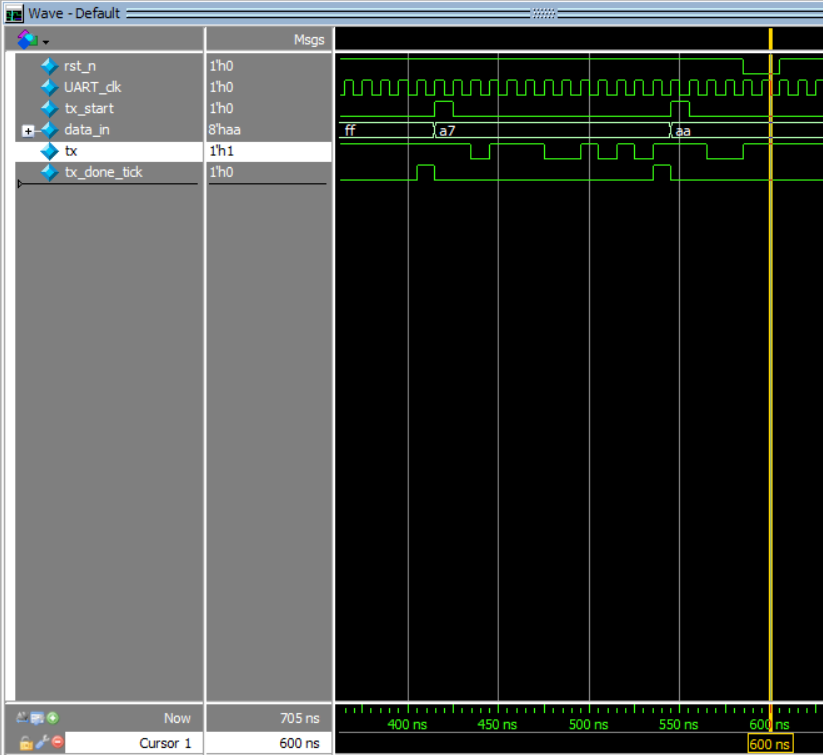 Wave - Default
Msgs
rst_n 1'h0
UART_clk 1'h0
tx_start 1'h0
data_in 8'haa ff a7 aa
tx 1'h1
tx_done_tick 1'h0
Now 705 ns 400 ns 450 ns 500 ns 550 ns 600 ns
Cursor 1 600 ns 600 ns